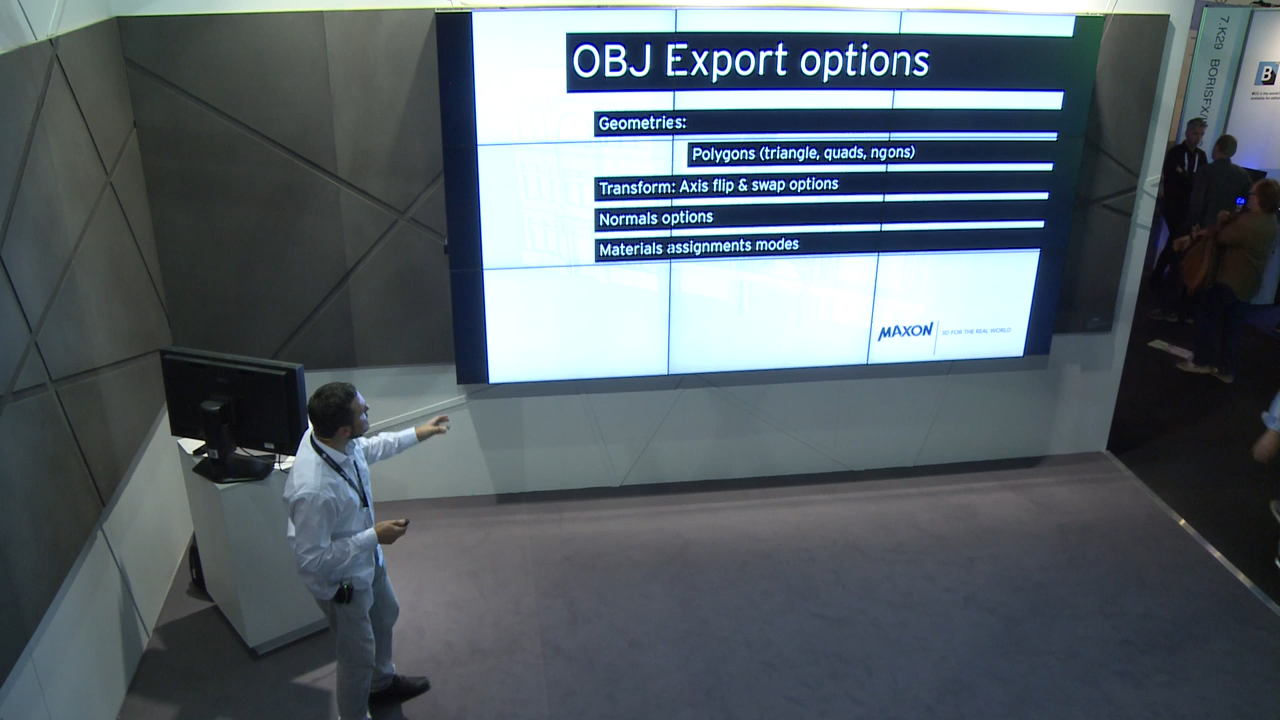 OBJ Export options
Geometries:
Polygons (triangle, quads, ngons)
Transform: Axis flip & swap options
Normals options
Materials assignments modes
MAXON
3D FOR THE REAL WORLD
7.K29 BORISFX
B